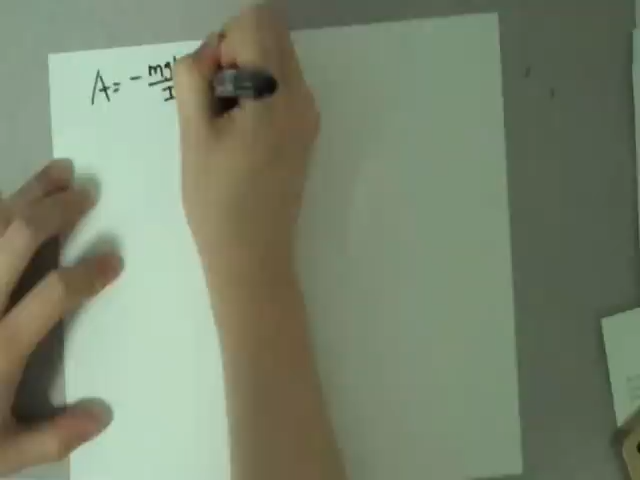 A = - mg
I